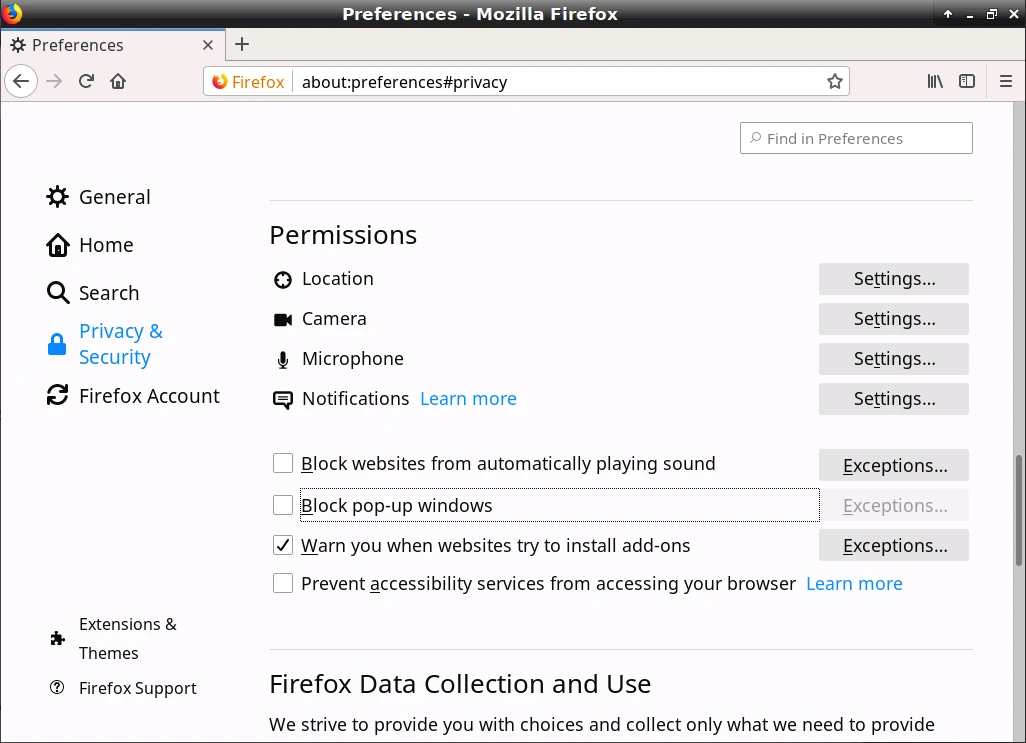 Preferences - Mozilla Firefox
Preferences
Firefox about:preferences#privacy
Find in Preferences
General
Home
Search
Privacy &
Security
Firefox Account
Extensions &
Themes
Firefox Support
Permissions
Location Settings...
Camera Settings...
Microphone Settings...
Notifications Learn more Settings...
Block websites from automatically playing sound Exceptions...
Block pop-up windows Exceptions...
Warn you when websites try to install add-ons Exceptions...
Prevent accessibility services from accessing your browser Learn more
Firefox Data Collection and Use
We strive to provide you with choices and collect only what we need to provide